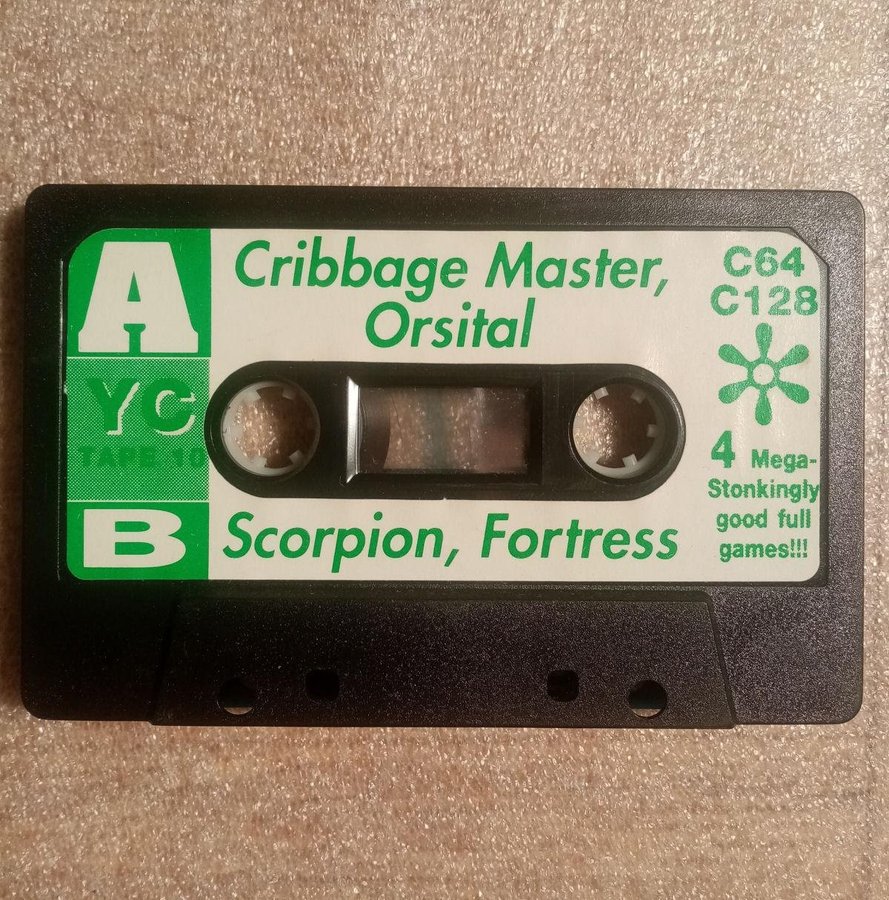 A
Cribbage Master,
Orsital
C64
C128
YC
TAPE 10
4 Mega-
Stonkingly
good full
games!!!
B
Scorpion, Fortress